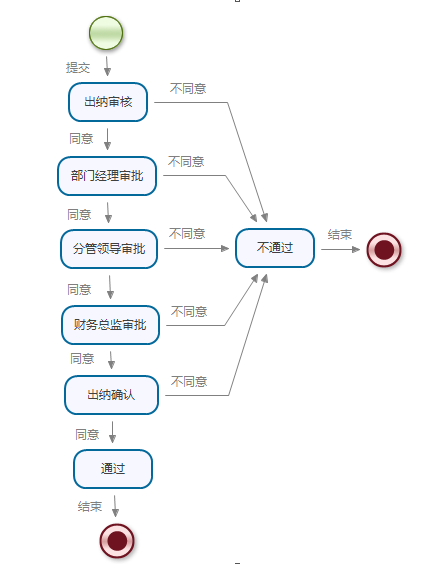 提交
出纳审核
不同意
同意
部门经理审批
不同意
同意
分管领导审批
不同意
不通过
结束
同意
财务总监审批
不同意
同意
出纳确认
不同意
同意
通过
结束